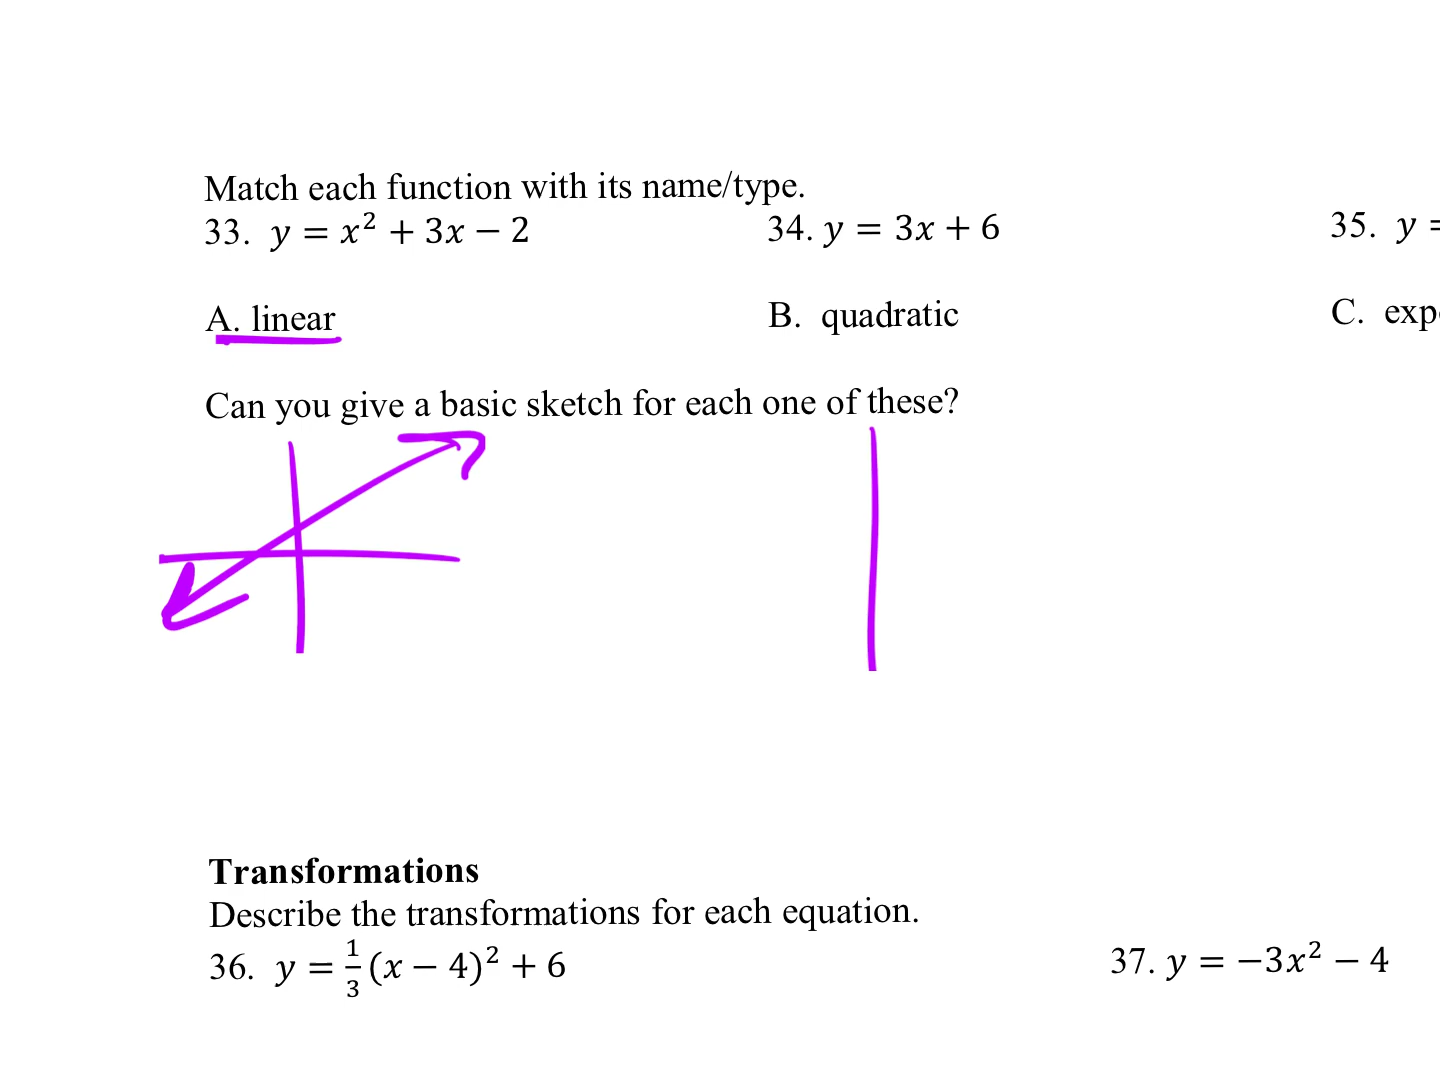 Match each function with its name/type.
33. y = x² + 3x − 2 34. y = 3x + 6 35. y =
A. linear B. quadratic C.
Can you give a basic sketch for each one of these?
Transformations
Describe the transformations for each equation.
36. y = 1/3 (x − 4)² + 6 37. y = −3x² − 4